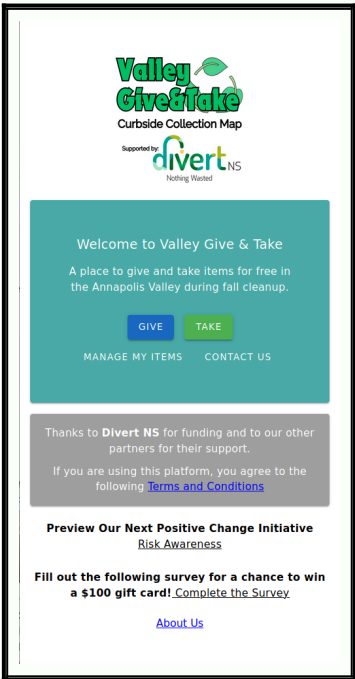 Valley
Give&Take
Curbside Collection Map
Supported by:
divert NS
Nothing Wasted
Welcome to Valley Give & Take
A place to give and take items for free in
the Annapolis Valley during fall cleanup.
GIVE TAKE
MANAGE MY ITEMS CONTACT US
Thanks to Divert NS for funding and to our other
partners for their support.
If you are using this platform, you agree to the
following Terms and Conditions
Preview Our Next Positive Change Initiative
Risk Awareness
Fill out the following survey for a chance to win
a $100 gift card! Complete the Survey
About Us